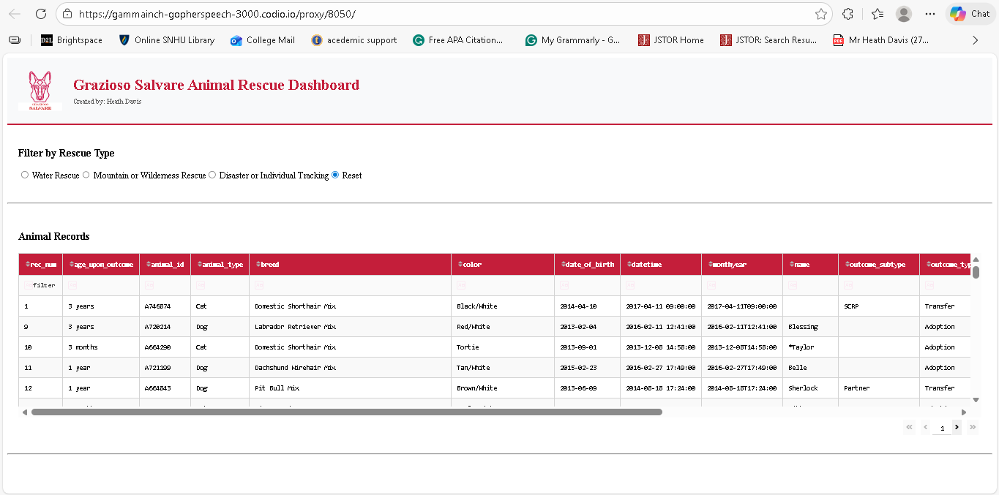 https://gammainch-gopherspeech-3000.codio.io/proxy/8050/
Chat
D2L Brightspace Online SNHU Library College Mail acedemic support Free APA Citation... My Grammarly - G... JSTOR Home JSTOR: Search Resu... PDF Mr Heath Davis (27...
SALVARE
Grazioso Salvare Animal Rescue Dashboard
Created by: Heath Davis
Filter by Rescue Type
Water Rescue Mountain or Wilderness Rescue Disaster or Individual Tracking Reset
Animal Records
rec_num age_upon_outcome animal_id animal_type breed color date_of_birth datetime monthyear name outcome_subtype outcome_typ
filter
1 3 years A746874 Cat Domestic Shorthair Mix Black/White 2014-04-10 2017-04-11 09:00:00 2017-04-11T09:00:00 SCRP Transfer
9 3 years A720214 Dog Labrador Retriever Mix Red/White 2013-02-04 2016-02-11 12:41:00 2016-02-11T12:41:00 Blessing Adoption
10 3 months A664290 Cat Domestic Shorthair Mix Tortie 2013-09-01 2013-12-08 14:58:00 2013-12-08T14:58:00 *Taylor Adoption
11 1 year A721199 Dog Dachshund Wirehair Mix Tan/White 2015-02-23 2016-02-27 17:49:00 2016-02-27T17:49:00 Belle Adoption
12 1 year A664843 Dog Pit Bull Mix Brown/White 2013-06-09 2014-08-18 17:24:00 2014-08-18T17:24:00 Sherlock Partner Transfer
1